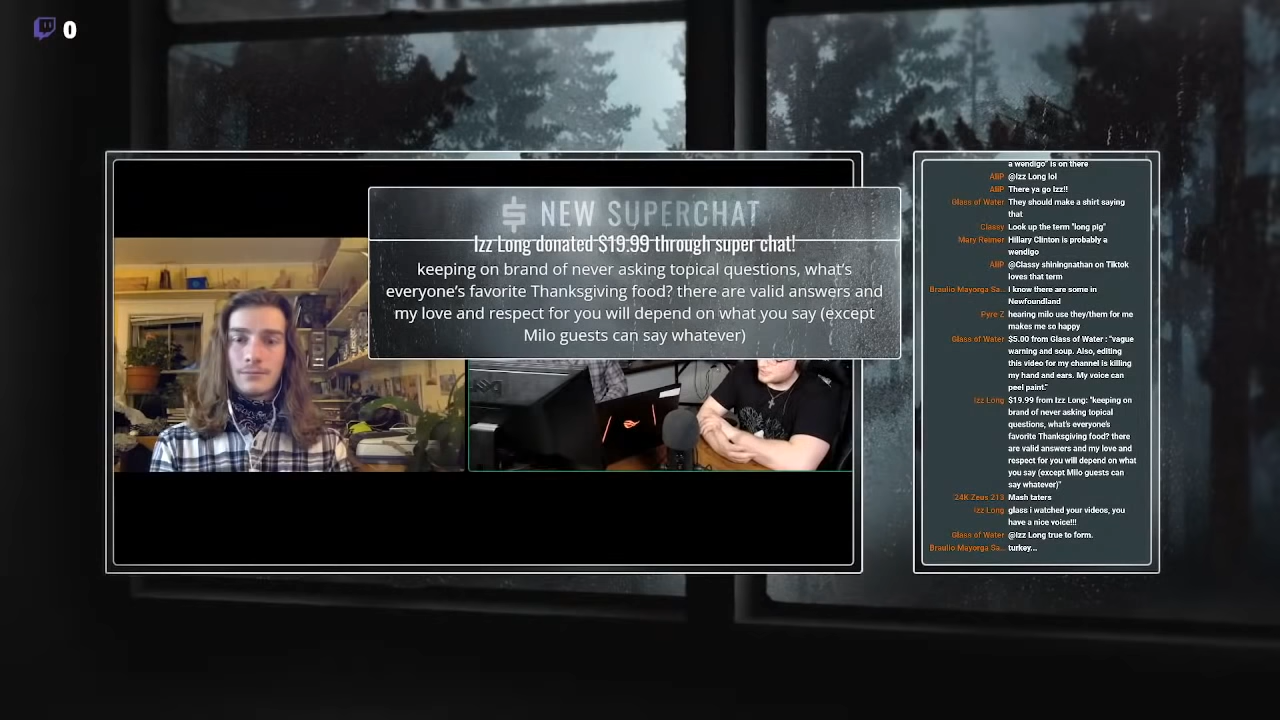 0
NEW SUPERCHAT
Izz Long donated $19.99 through super chat!
keeping on brand of never asking topical questions, what's
everyone's favorite Thanksgiving food? there are valid answers and
my love and respect for you will depend on what you say (except
Milo guests can say whatever)
a wendigo" is on there
AllP @Izz Long lol
AllP There ya go Izz!!
Glass of Water They should make a shirt saying
that
Classy Look up the term "long pig"
Mary Reimer Hillary Clinton is probably a
wendigo
AllP @Classy shiningnathan on Tiktok
loves that term
Braulio Mayorga Sa... I know there are some in
Newfoundland
Pyre Z hearing milo use they/them for me
makes me so happy
Glass of Water $5.00 from Glass of Water : "vague
warning and soup. Also, editing
this video for my channel is killing
my hand and ears. My voice can
peel paint."
Izz Long $19.99 from Izz Long: "keeping on
brand of never asking topical
questions, what's everyone's
favorite Thanksgiving food? there
are valid answers and my love and
respect for you will depend on what
you say (except Milo guests can
say whatever)"
24K Zeus 213 Mash taters
Izz Long glass i watched your videos, you
have a nice voice!!!
Glass of Water @Izz Long true to form.
Braulio Mayorga Sa... turkey...